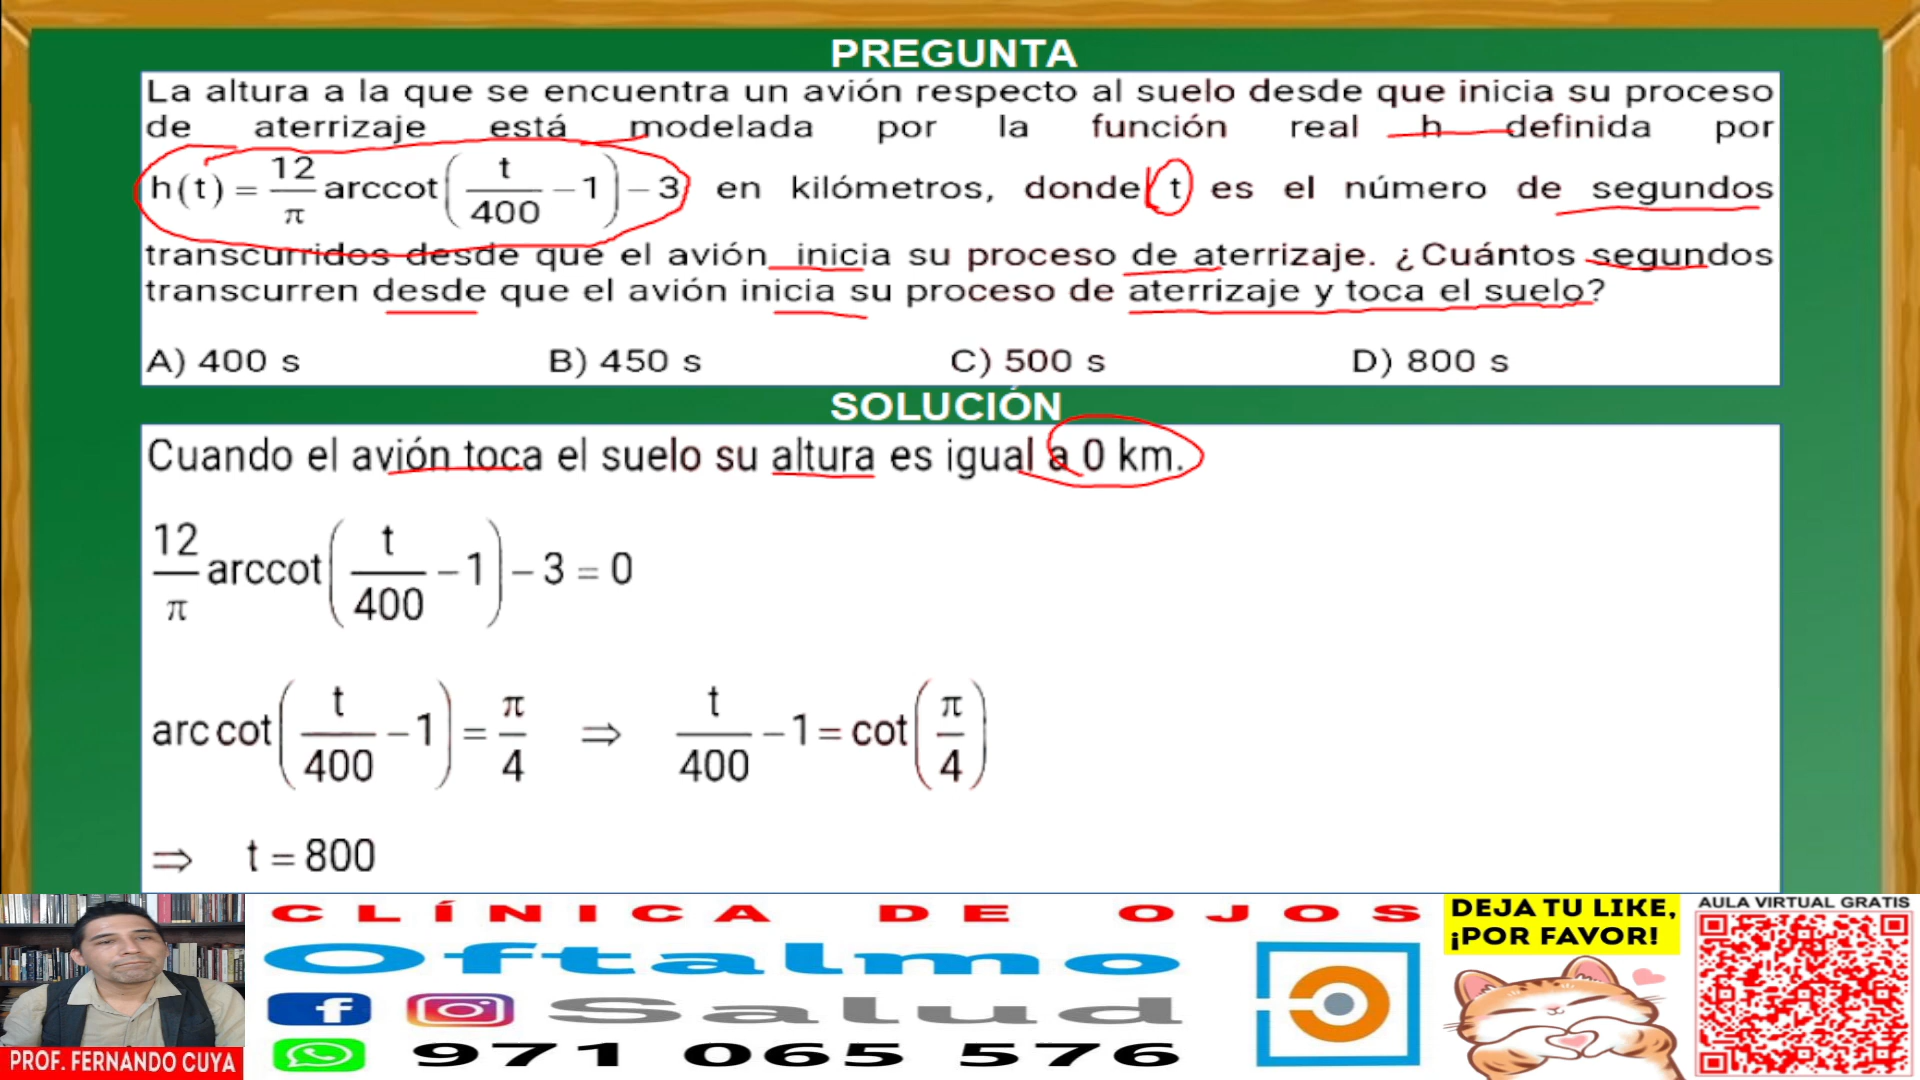 PREGUNTA
La altura a la que se encuentra un avión respecto al suelo desde que inicia su proceso
de aterrizaje está modelada por la función real h definida por
h(t) = 12/π arccot(t/400 − 1) − 3 en kilómetros, donde t es el número de segundos
transcurridos desde que el avión inicia su proceso de aterrizaje. ¿Cuántos segundos
transcurren desde que el avión inicia su proceso de aterrizaje y toca el suelo?
A) 400 s B) 450 s C) 500 s D) 800 s
SOLUCIÓN
Cuando el avión toca el suelo su altura es igual a 0 km.
12/π arccot(t/400 − 1) − 3 = 0
arc cot(t/400 − 1) = π/4 ⇒ t/400 − 1 = cot(π/4)
⇒ t = 800
PROF. FERNANDO CUYA
CLÍNICA DE OJOS
Oftalmo
Salud
971 065 576
DEJA TU LIKE,
¡POR FAVOR!
AULA VIRTUAL GRATIS